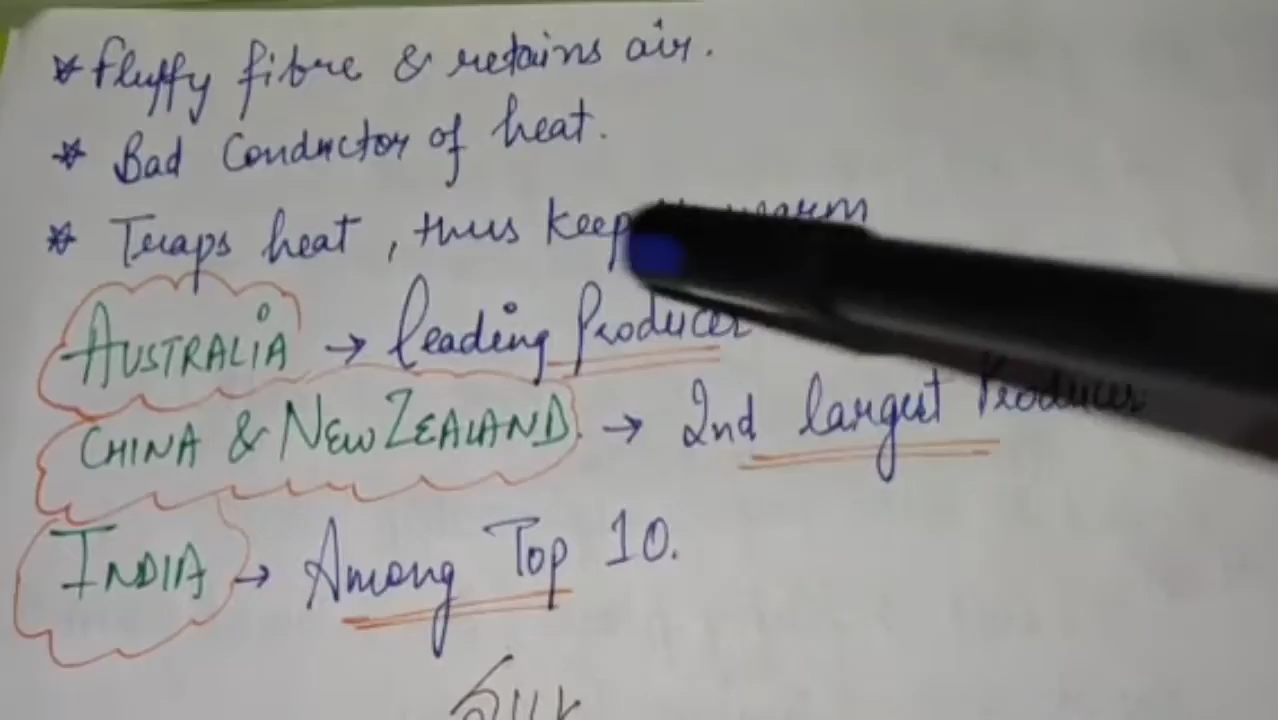 * fluffy fibre & retains air.
* Bad Conductor of heat.
* Traps heat, thus keep warm
AUSTRALIA → leading Producer
CHINA & NEW ZEALAND → 2nd largest Producer
INDIA → Among Top 10.